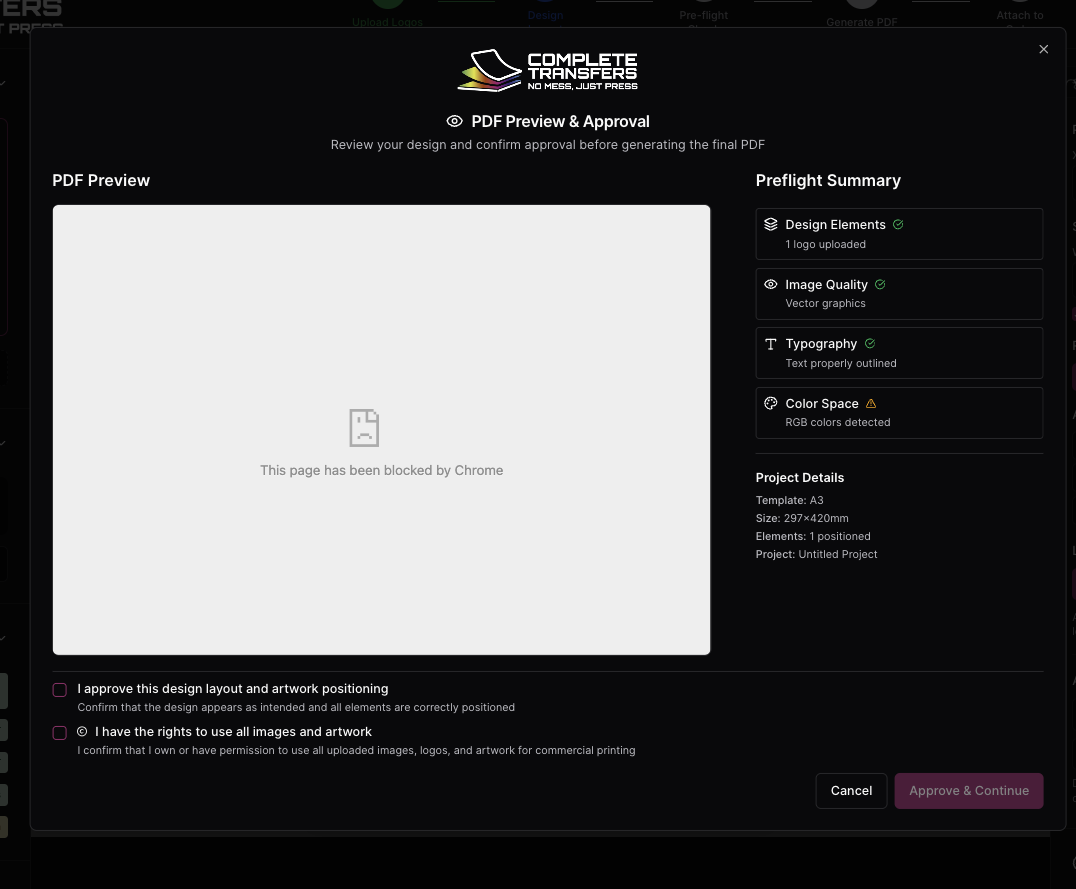 ERS
T PRESS
Upload Logos
Design
Pre-flight
Generate PDF
Attach to
COMPLETE
TRANSFERS
NO MESS, JUST PRESS
PDF Preview & Approval
Review your design and confirm approval before generating the final PDF
PDF Preview
This page has been blocked by Chrome
Preflight Summary
Design Elements
1 logo uploaded
Image Quality
Vector graphics
Typography
Text properly outlined
Color Space
RGB colors detected
Project Details
Template: A3
Size: 297×420mm
Elements: 1 positioned
Project: Untitled Project
I approve this design layout and artwork positioning
Confirm that the design appears as intended and all elements are correctly positioned
© I have the rights to use all images and artwork
I confirm that I own or have permission to use all uploaded images, logos, and artwork for commercial printing
Cancel
Approve & Continue